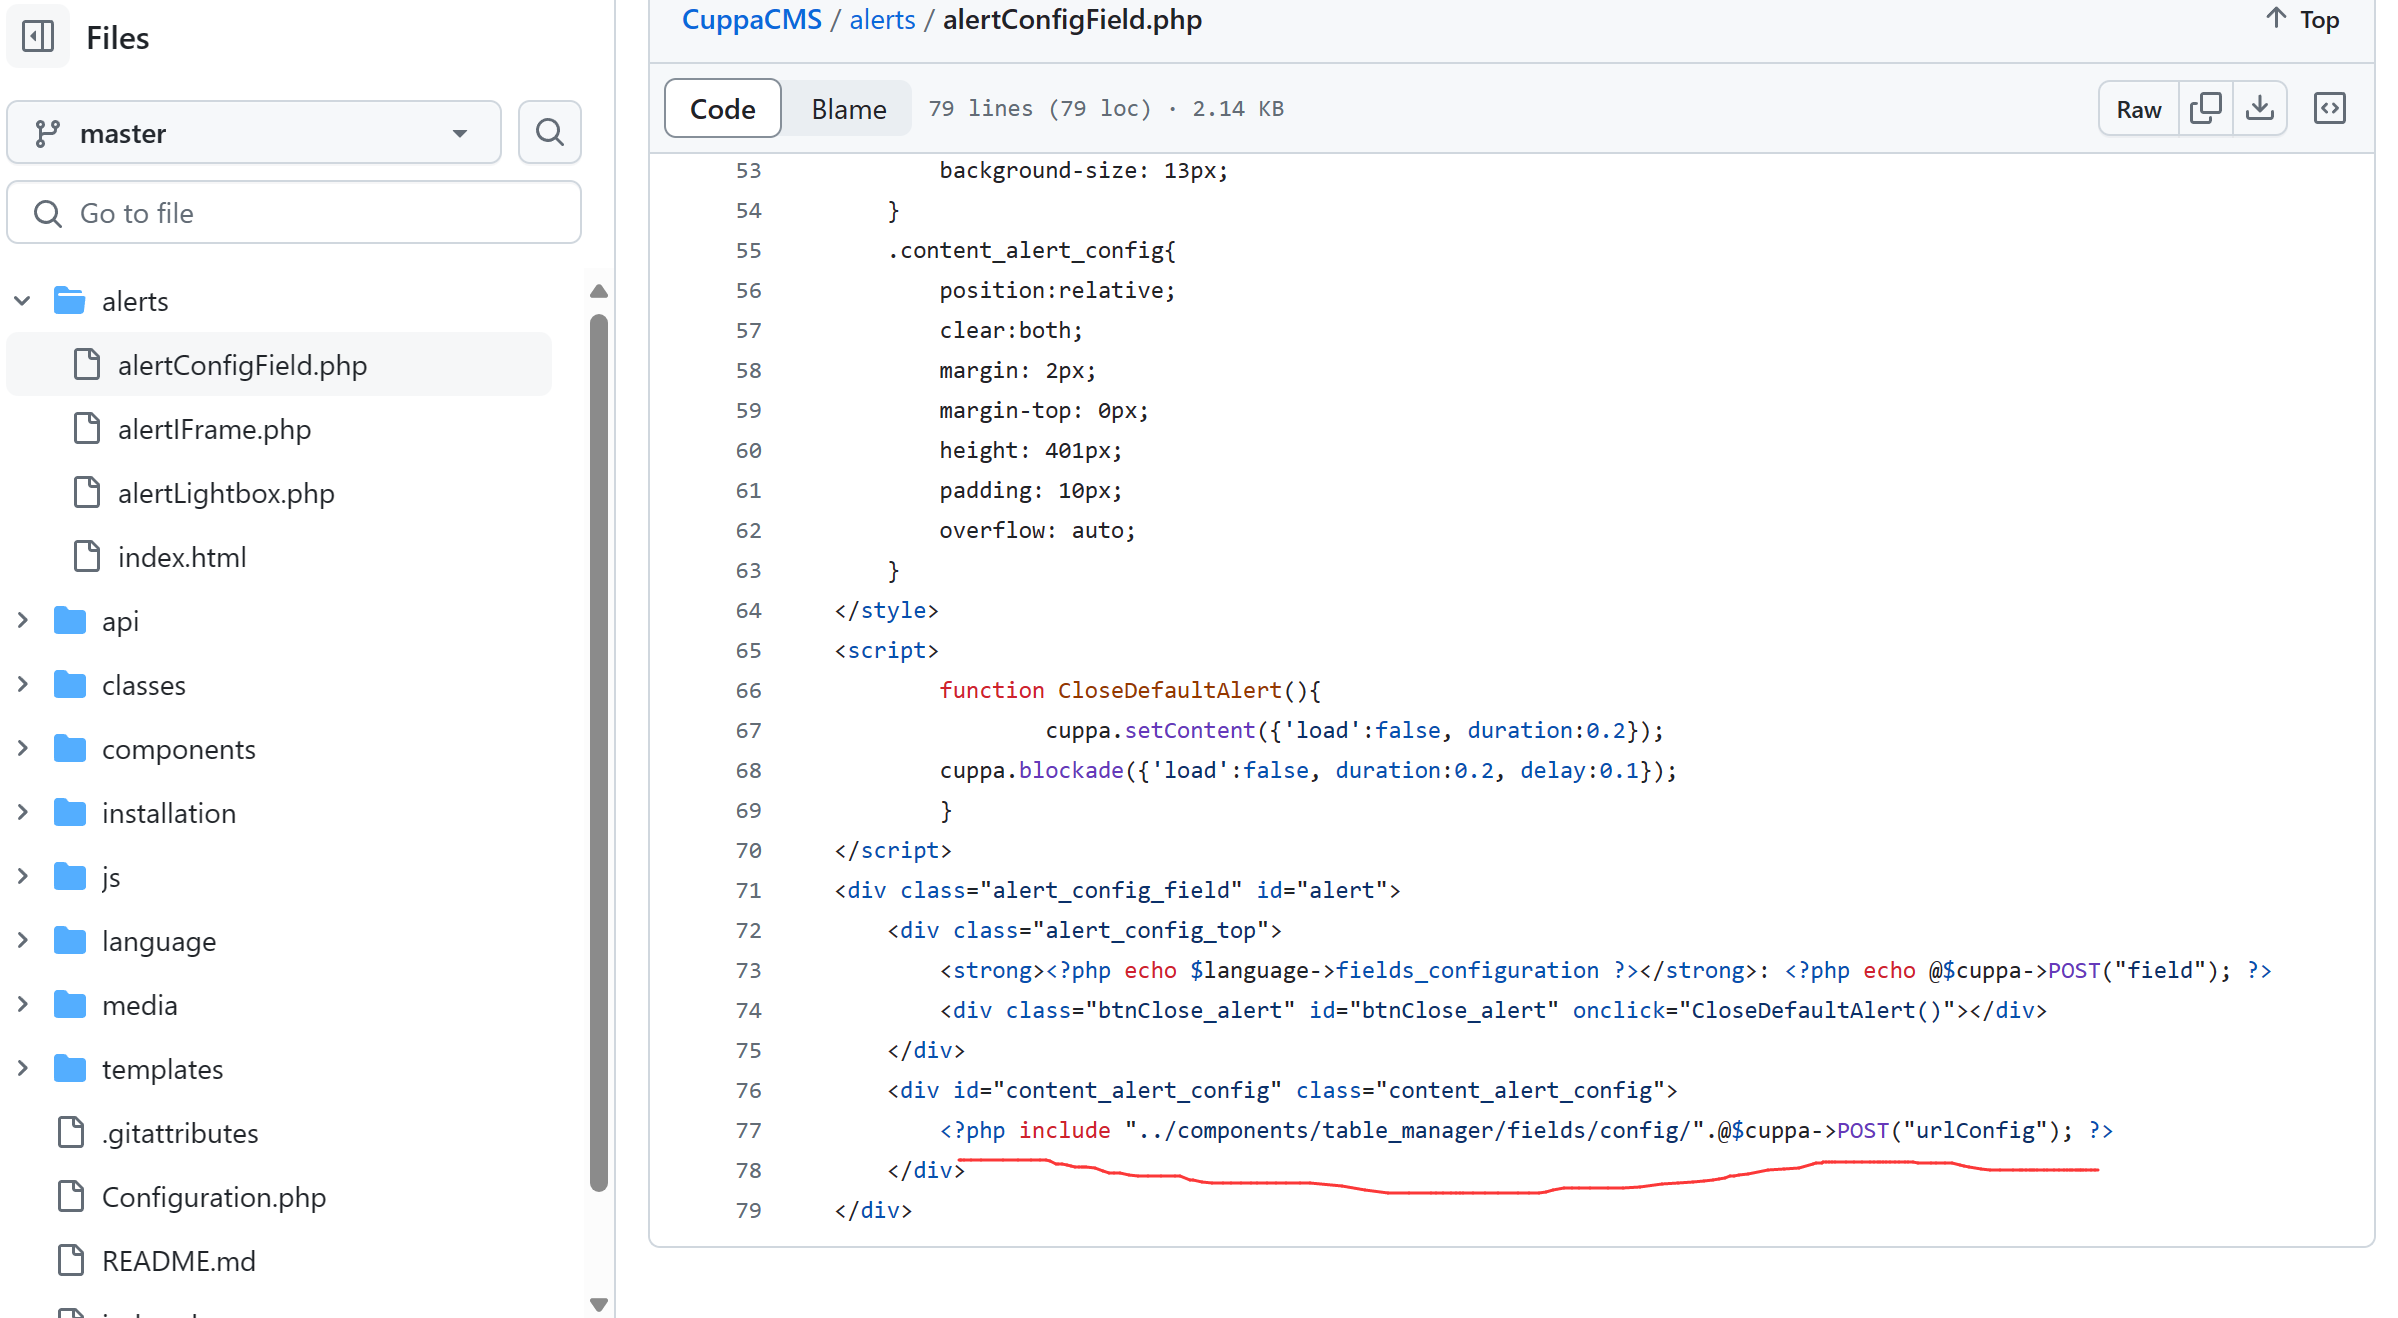 Files
master
Go to file
alerts
alertConfigField.php
alertIFrame.php
alertLightbox.php
index.html
api
classes
components
installation
js
language
media
templates
.gitattributes
Configuration.php
README.md
CuppaCMS / alerts / alertConfigField.php
Top
Code Blame 79 lines (79 loc) · 2.14 KB Raw
53 background-size: 13px;
54 }
55 .content_alert_config{
56 position:relative;
57 clear:both;
58 margin: 2px;
59 margin-top: 0px;
60 height: 401px;
61 padding: 10px;
62 overflow: auto;
63 }
64 </style>
65 <script>
66 function CloseDefaultAlert(){
67 cuppa.setContent({'load':false, duration:0.2});
68 cuppa.blockade({'load':false, duration:0.2, delay:0.1});
69 }
70 </script>
71 <div class="alert_config_field" id="alert">
72 <div class="alert_config_top">
73 <strong><?php echo $language->fields_configuration ?></strong>: <?php echo @$cuppa->POST("field"); ?>
74 <div class="btnClose_alert" id="btnClose_alert" onclick="CloseDefaultAlert()"></div>
75 </div>
76 <div id="content_alert_config" class="content_alert_config">
77 <?php include "../components/table_manager/fields/config/".@$cuppa->POST("urlConfig"); ?>
78 </div>
79 </div>